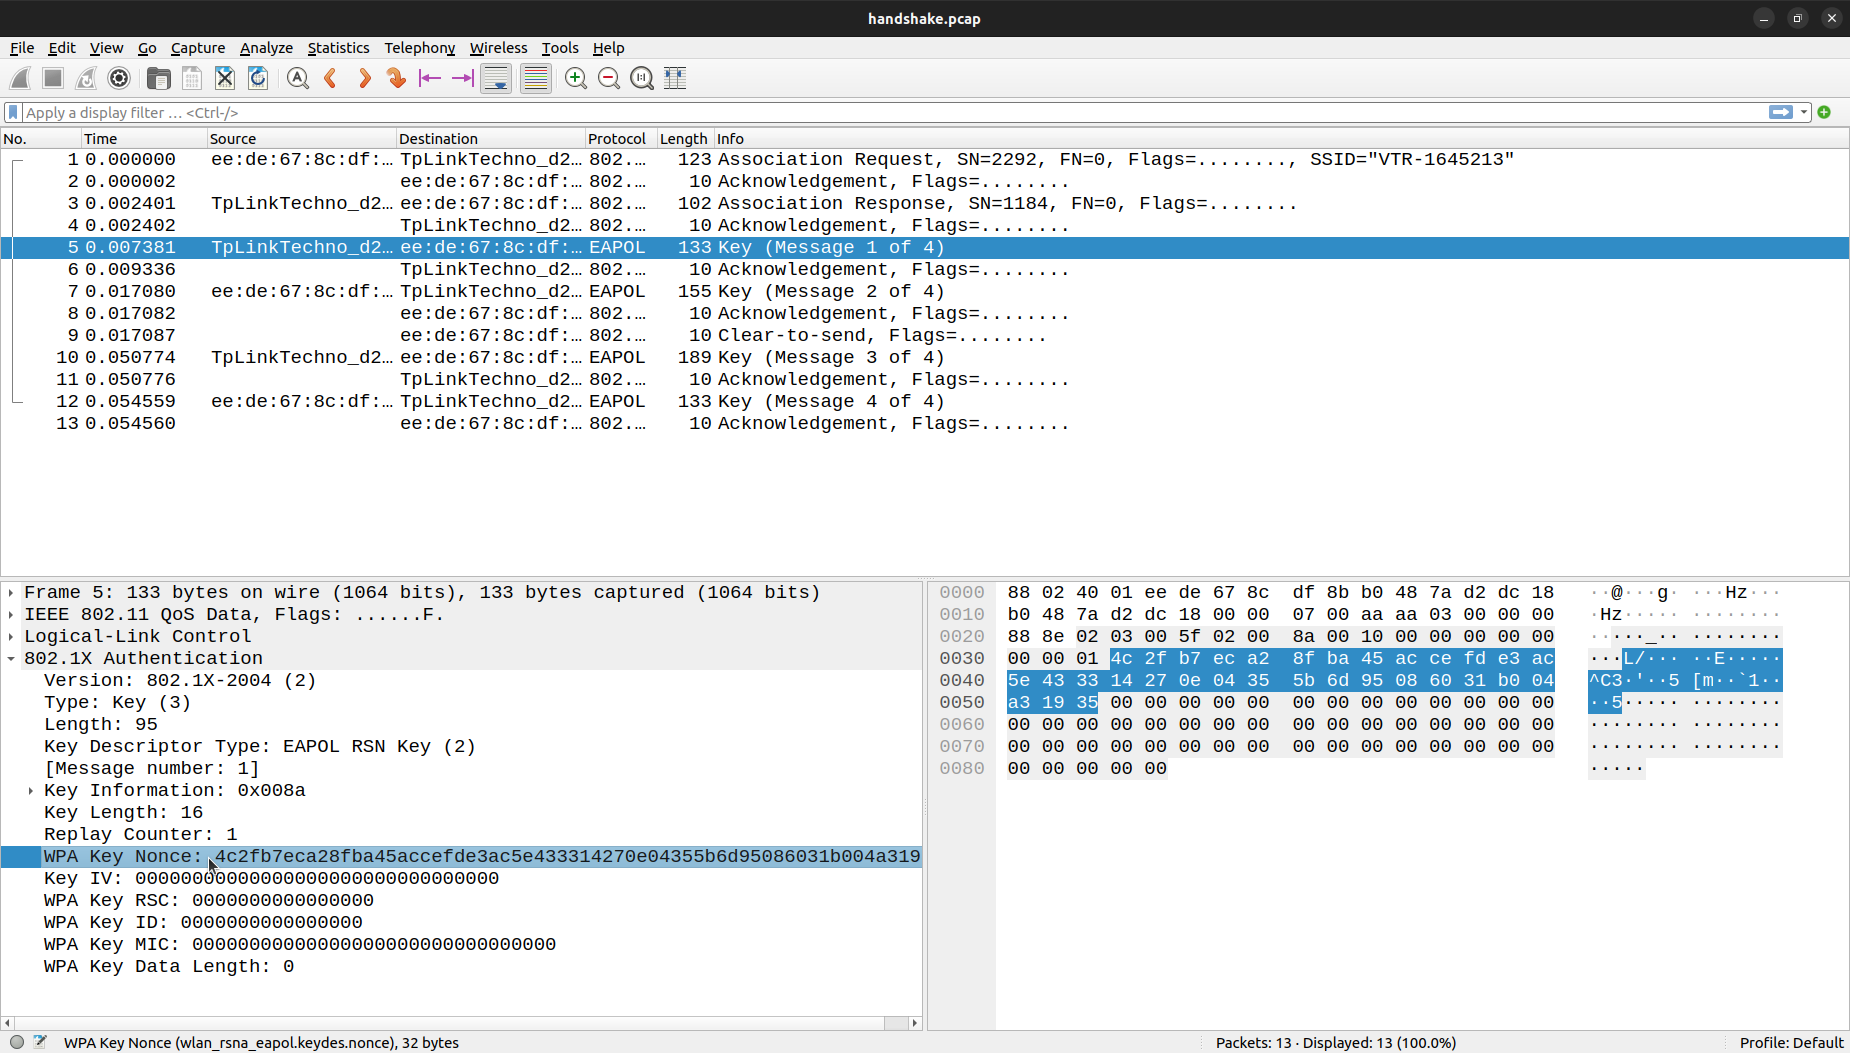 handshake.pcap
File Edit View Go Capture Analyze Statistics Telephony Wireless Tools Help
Apply a display filter … <Ctrl-/>
No. Time Source Destination Protocol Length Info
1 0.000000 ee:de:67:8c:df:… TpLinkTechno_d2… 802.… 123 Association Request, SN=2292, FN=0, Flags=........, SSID="VTR-1645213"
2 0.000002 ee:de:67:8c:df:… 802.… 10 Acknowledgement, Flags=........
3 0.002401 TpLinkTechno_d2… ee:de:67:8c:df:… 802.… 102 Association Response, SN=1184, FN=0, Flags=........
4 0.002402 TpLinkTechno_d2… 802.… 10 Acknowledgement, Flags=........
5 0.007381 TpLinkTechno_d2… ee:de:67:8c:df:… EAPOL 133 Key (Message 1 of 4)
6 0.009336 TpLinkTechno_d2… 802.… 10 Acknowledgement, Flags=........
7 0.017080 ee:de:67:8c:df:… TpLinkTechno_d2… EAPOL 155 Key (Message 2 of 4)
8 0.017082 ee:de:67:8c:df:… 802.… 10 Acknowledgement, Flags=........
9 0.017087 ee:de:67:8c:df:… 802.… 10 Clear-to-send, Flags=........
10 0.050774 TpLinkTechno_d2… ee:de:67:8c:df:… EAPOL 189 Key (Message 3 of 4)
11 0.050776 TpLinkTechno_d2… 802.… 10 Acknowledgement, Flags=........
12 0.054559 ee:de:67:8c:df:… TpLinkTechno_d2… EAPOL 133 Key (Message 4 of 4)
13 0.054560 ee:de:67:8c:df:… 802.… 10 Acknowledgement, Flags=........
Frame 5: 133 bytes on wire (1064 bits), 133 bytes captured (1064 bits)
IEEE 802.11 QoS Data, Flags: ......F.
Logical-Link Control
802.1X Authentication
Version: 802.1X-2004 (2)
Type: Key (3)
Length: 95
Key Descriptor Type: EAPOL RSN Key (2)
[Message number: 1]
Key Information: 0x008a
Key Length: 16
Replay Counter: 1
WPA Key Nonce: 4c2fb7eca28fba45accefde3ac5e433314270e04355b6d95086031b004a319
Key IV: 00000000000000000000000000000000
WPA Key RSC: 0000000000000000
WPA Key ID: 0000000000000000
WPA Key MIC: 00000000000000000000000000000000
WPA Key Data Length: 0
0000 88 02 40 01 ee de 67 8c df 8b b0 48 7a d2 dc 18 ··@···g· ···Hz···
0010 b0 48 7a d2 dc 18 00 00 07 00 aa aa 03 00 00 00 ·Hz····· ········
0020 88 8e 02 03 00 5f 02 00 8a 00 10 00 00 00 00 00 ·····_·· ········
0030 00 00 01 4c 2f b7 ec a2 8f ba 45 ac ce fd e3 ac ···L/··· ··E·····
0040 5e 43 33 14 27 0e 04 35 5b 6d 95 08 60 31 b0 04 ^C3·'··5 [m··`1··
0050 a3 19 35 00 00 00 00 00 00 00 00 00 00 00 00 00 ··5····· ········
0060 00 00 00 00 00 00 00 00 00 00 00 00 00 00 00 00 ········ ········
0070 00 00 00 00 00 00 00 00 00 00 00 00 00 00 00 00 ········ ········
0080 00 00 00 00 00 ·····
WPA Key Nonce (wlan_rsna_eapol.keydes.nonce), 32 bytes
Packets: 13 · Displayed: 13 (100.0%)
Profile: Default